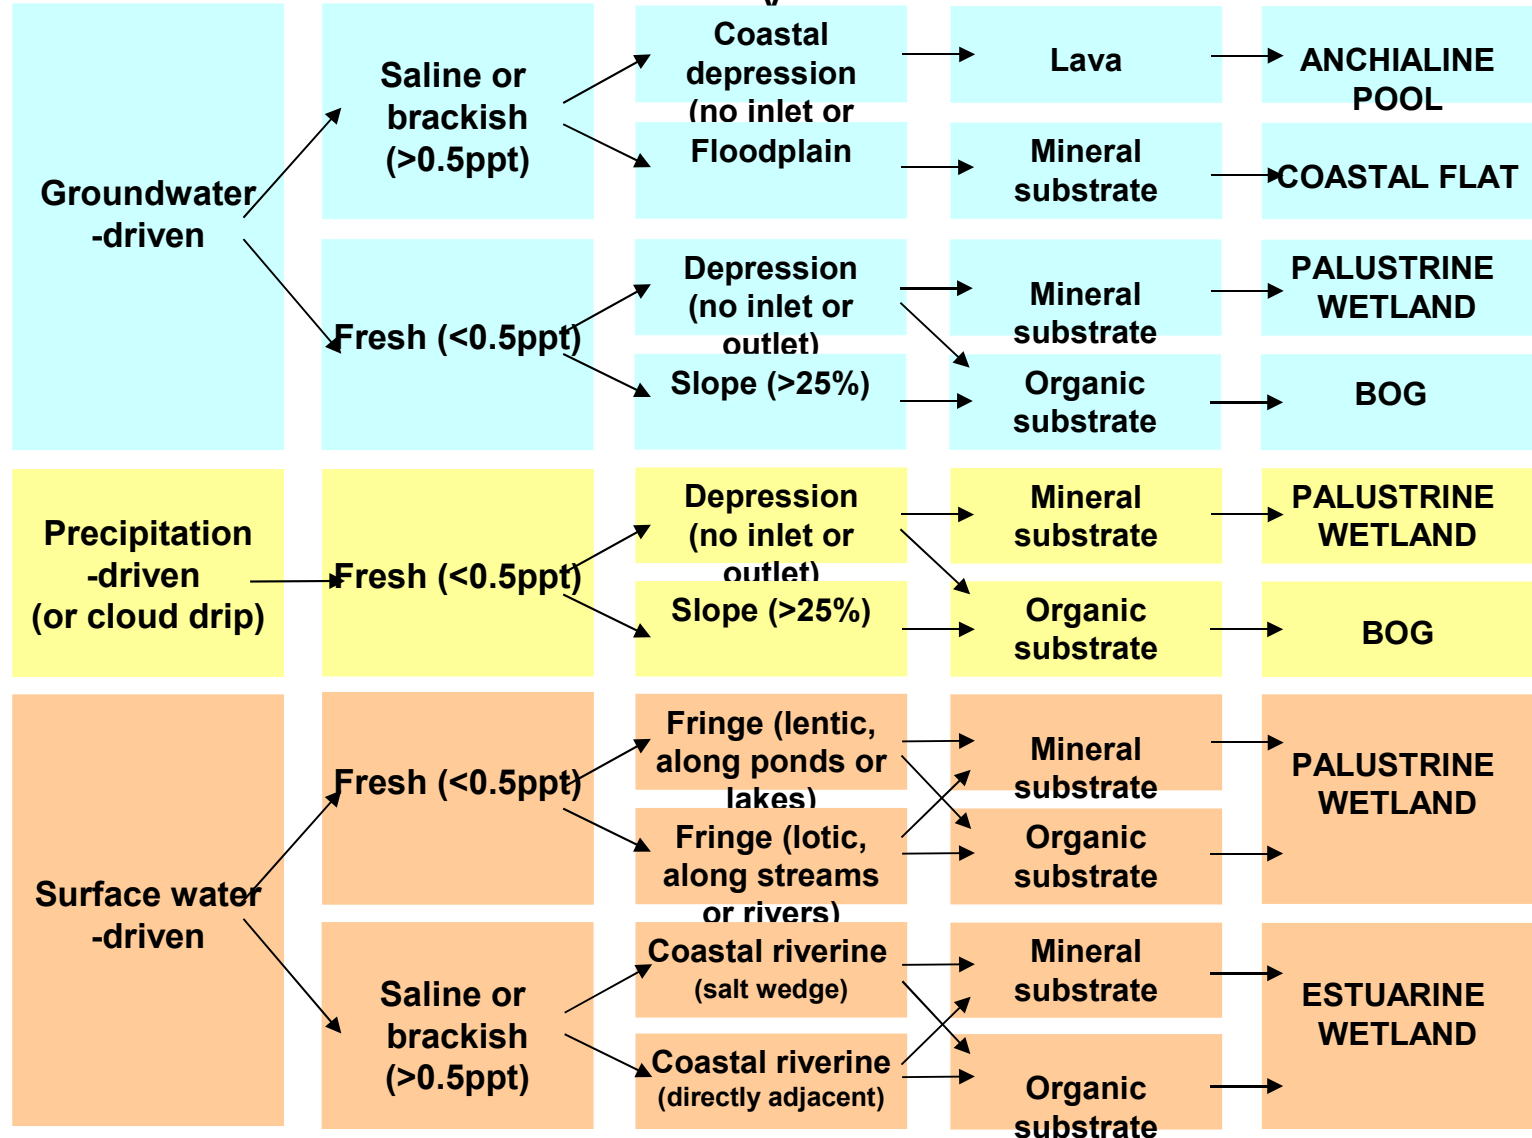 Groundwater
-driven
Saline or
brackish
(>0.5ppt)
Coastal
depression
(no inlet or
Lava
ANCHIALINE
POOL
Floodplain
Mineral
substrate
COASTAL FLAT
Fresh (<0.5ppt)
Depression
(no inlet or
outlet)
Mineral
substrate
PALUSTRINE
WETLAND
Slope (>25%)
Organic
substrate
BOG
Precipitation
-driven
(or cloud drip)
Fresh (<0.5ppt)
Depression
(no inlet or
outlet)
Mineral
substrate
PALUSTRINE
WETLAND
Slope (>25%)
Organic
substrate
BOG
Surface water
-driven
Fresh (<0.5ppt)
Fringe (lentic,
along ponds or
lakes)
Mineral
substrate
PALUSTRINE
WETLAND
Fringe (lotic,
along streams
or rivers)
Organic
substrate
Saline or
brackish
(>0.5ppt)
Coastal riverine
(salt wedge)
Mineral
substrate
ESTUARINE
WETLAND
Coastal riverine
(directly adjacent)
Organic
substrate